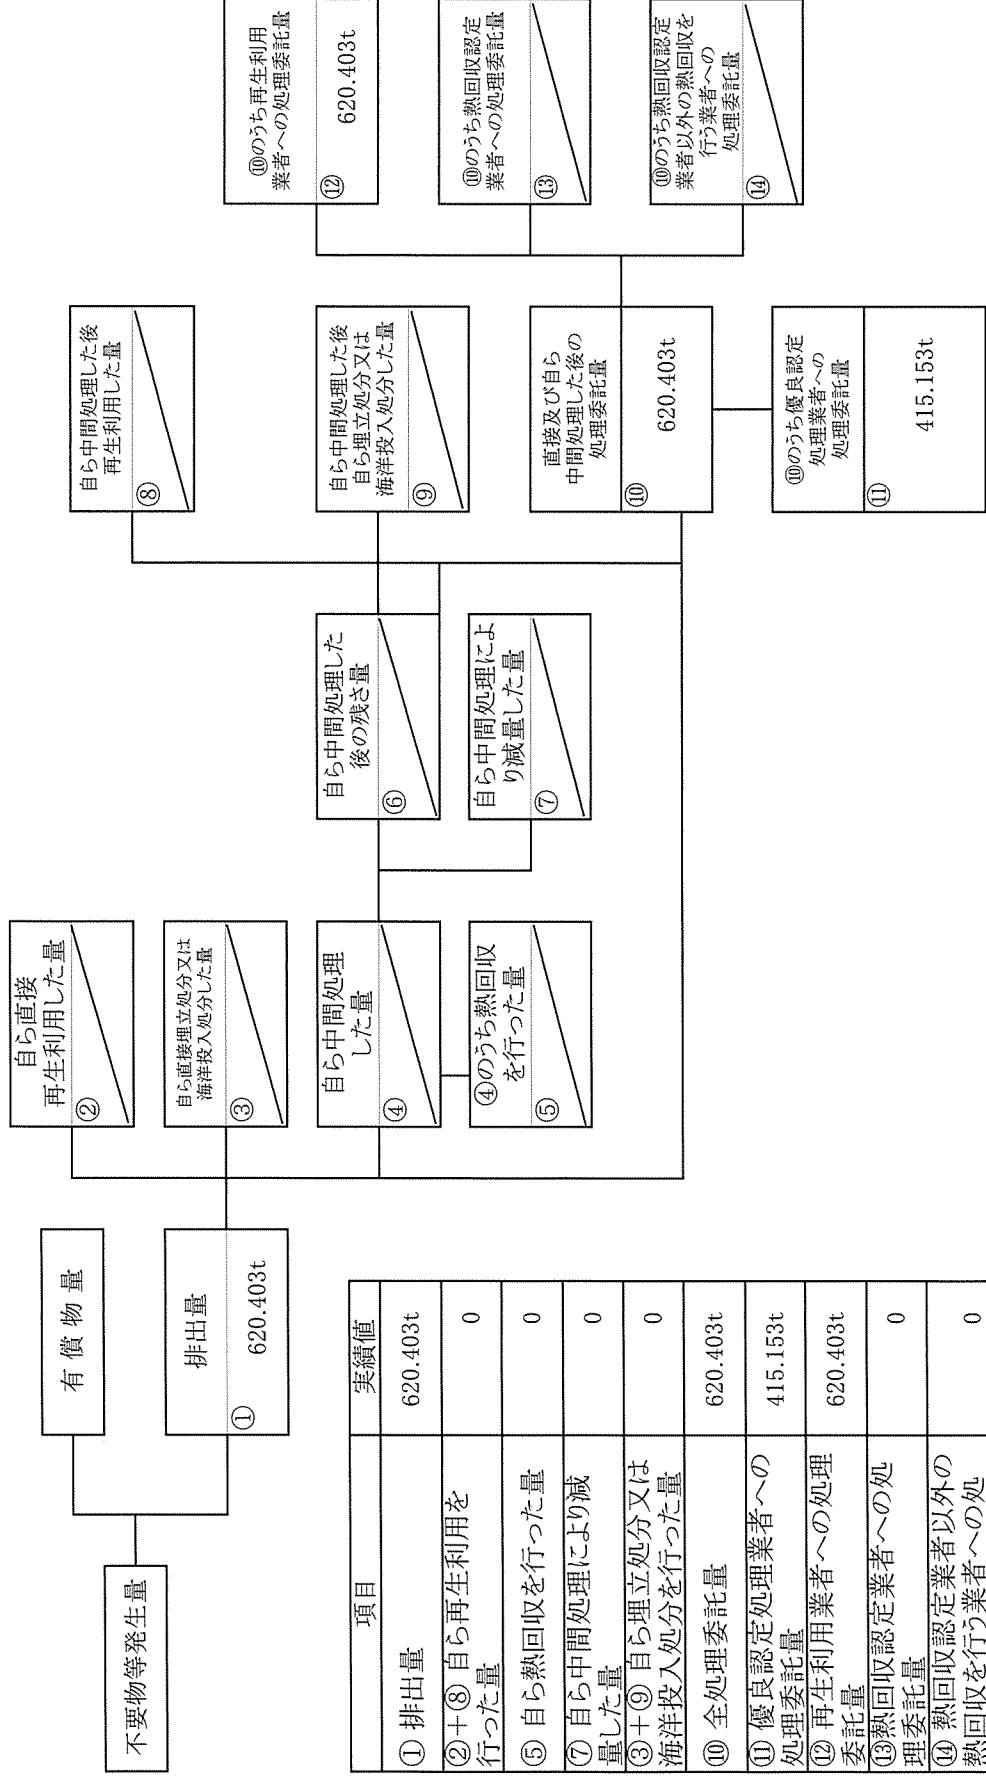 不要物等発生量
有 償 物 量
排出量
①
620.403t
自ら直接
再生利用した量
②
自ら直接埋立処分又は
海洋投入処分した量
③
自ら中間処理
した量
④
④のうち熱回収
を行った量
⑤
自ら中間処理した
後の残さ量
⑥
自ら中間処理によ
り減量した量
⑦
自ら中間処理した後
再生利用した量
⑧
自ら中間処理した後
自ら埋立処分又は
海洋投入処分した量
⑨
直接及び自ら
中間処理した後の
処理委託量
⑩
620.403t
⑩のうち優良認定
処理業者への
処理委託量
⑪
415.153t
⑩のうち再生利用
業者への処理委託量
⑫
620.403t
⑩のうち熱回収認定
業者への処理委託量
⑬
⑩のうち熱回収認定
業者以外の熱回収を
行う業者への
処理委託量
⑭
項目 実績値
① 排出量 620.403t
②+⑧ 自ら再生利用を
行った量 0
⑤ 自ら熱回収を行った量 0
⑦ 自ら中間処理により減
量した量 0
③+⑨ 自ら埋立処分又は
海洋投入処分を行った量 0
⑩ 全処理委託量 620.403t
⑪ 優良認定処理業者への
処理委託量 415.153t
⑫ 再生利用業者への処理
委託量 620.403t
⑬熱回収認定業者への処
理委託量 0
⑭ 熱回収認定業者以外の
熱回収を行う業者への処 0